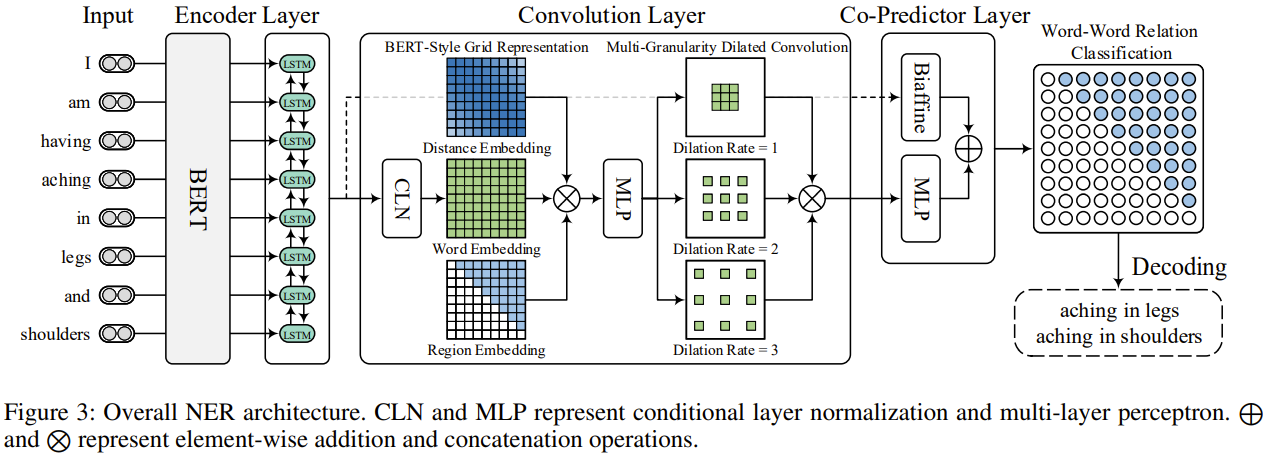 Input
Encoder Layer
Convolution Layer
Co-Predictor Layer
I
am
having
aching
in
legs
and
shoulders
BERT
LSTM
LSTM
LSTM
LSTM
LSTM
LSTM
LSTM
LSTM
BERT-Style Grid Representation
CLN
Distance Embedding
Word Embedding
Region Embedding
MLP
Multi-Granularity Dilated Convolution
Dilation Rate = 1
Dilation Rate = 2
Dilation Rate = 3
Biaffine
MLP
Word-Word Relation
Classification
Decoding
aching in legs
aching in shoulders
Figure 3: Overall NER architecture. CLN and MLP represent conditional layer normalization and multi-layer perceptron. ⊕
and ⊗ represent element-wise addition and concatenation operations.